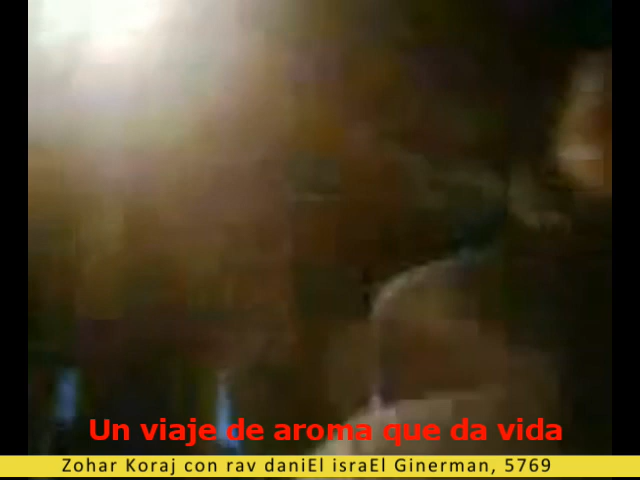 Un viaje de aroma que da vida
Zohar Koraj con rav daniEl israEl Ginerman, 5769